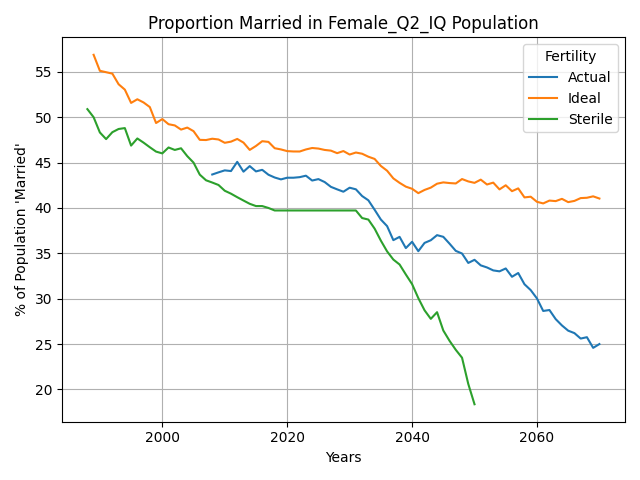 Proportion Married in Female_Q2_IQ Population
% of Population 'Married'
55
50
45
40
35
30
25
20
Fertility
Actual
Ideal
Sterile
2000
2020
2040
2060
Years